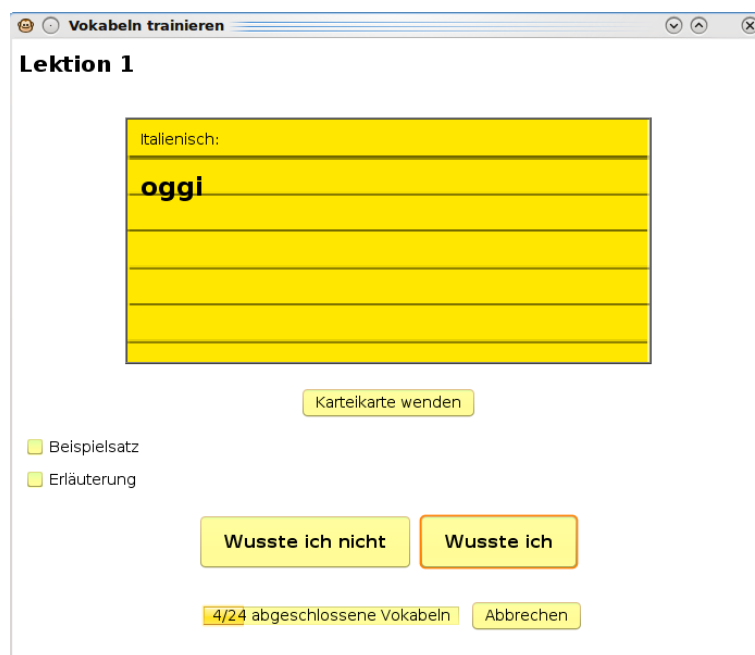 Vokabeln trainieren
Lektion 1
Italienisch:
oggi
Karteikarte wenden
Beispielsatz
Erläuterung
Wusste ich nicht Wusste ich
4/24 abgeschlossene Vokabeln Abbrechen